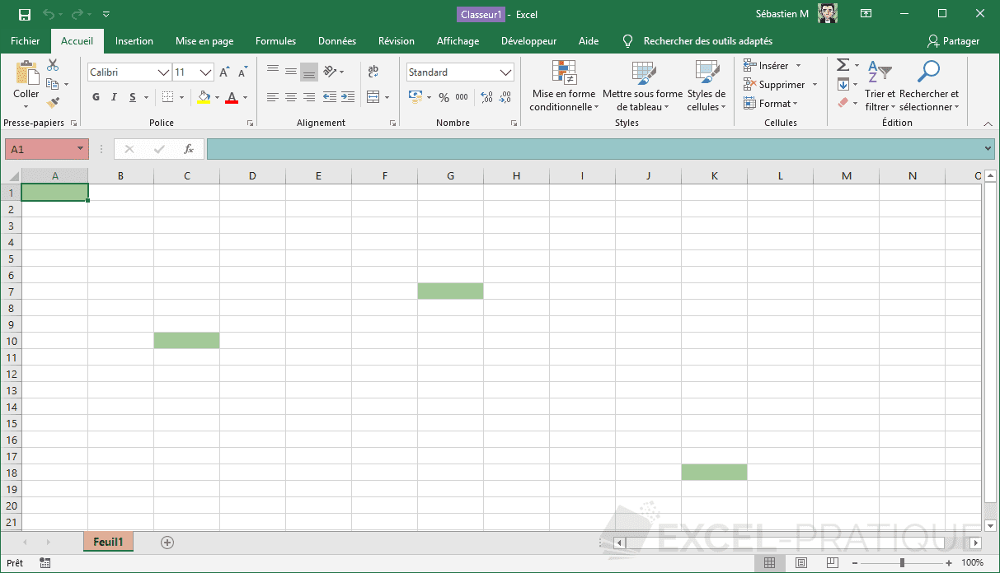 Classeur1 - Excel
Sébastien M
Fichier Accueil Insertion Mise en page Formules Données Révision Affichage Développeur Aide Rechercher des outils adaptés Partager
Coller
Calibri 11 A A
G I S A
ab
Standard
% 000
Mise en forme conditionnelle
Mettre sous forme de tableau
Styles de cellules
Insérer
Supprimer
Format
Trier et filtrer
Rechercher et sélectionner
Presse-papiers Police Alignement Nombre Styles Cellules Édition
A1 fx
A B C D E F G H I J K L M N
1
2
3
4
5
6
7
8
9
10
11
12
13
14
15
16
17
18
19
20
21
EXCEL-PRATIQUE
Feuil1
Prêt 100%